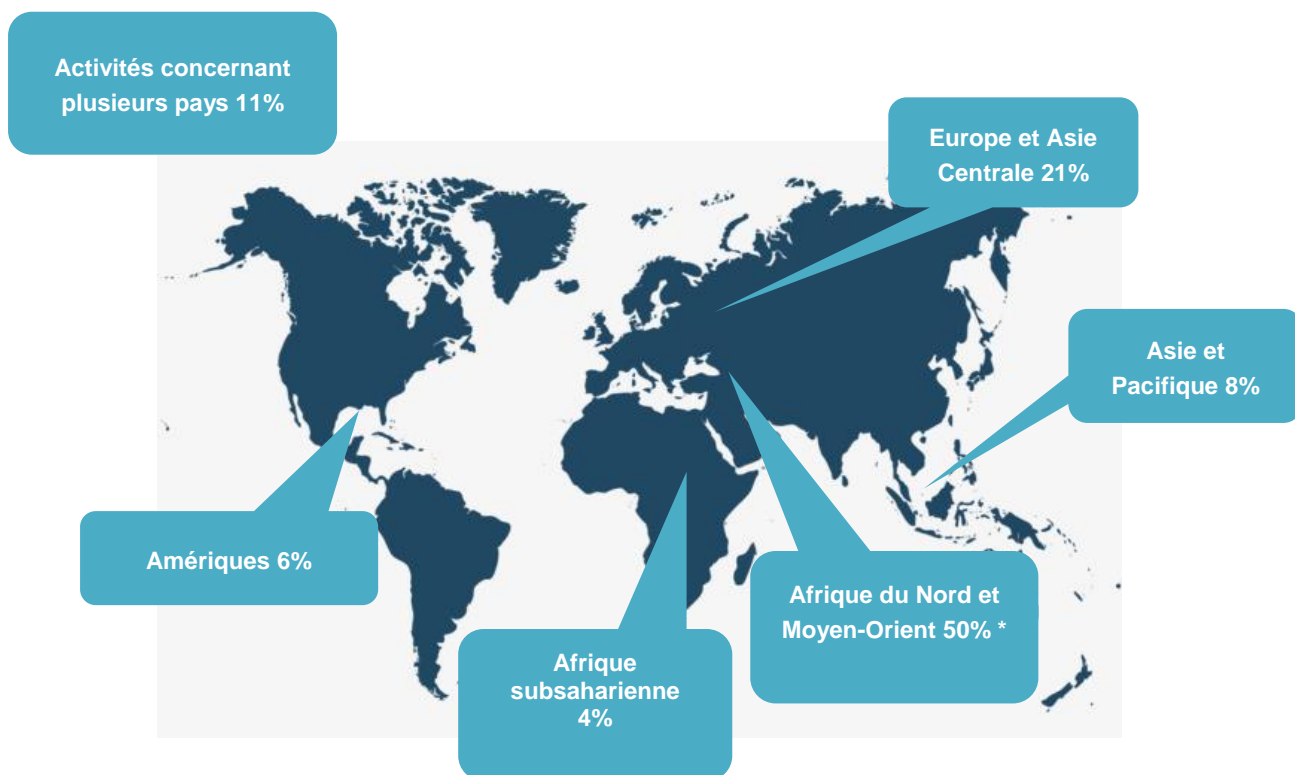 Activités concernant
plusieurs pays 11%
Europe et Asie
Centrale 21%
Asie et
Pacifique 8%
Amériques 6%
Afrique du Nord et
Moyen-Orient 50% *
Afrique
subsaharienne
4%